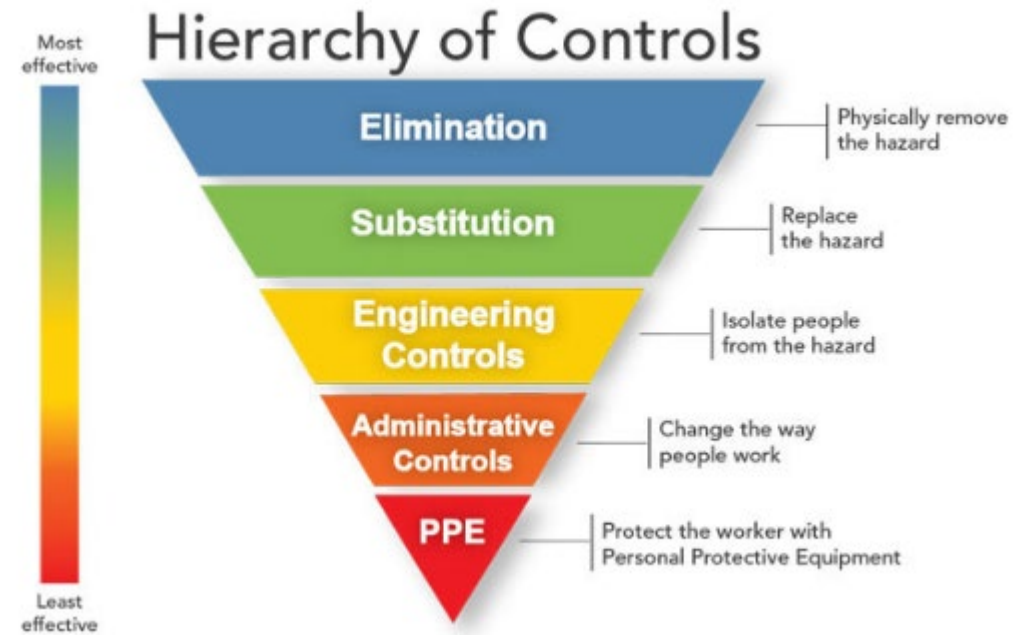 Hierarchy of Controls
Most
effective
Elimination
Physically remove
the hazard
Substitution
Replace
the hazard
Engineering
Controls
Isolate people
from the hazard
Administrative
Controls
Change the way
people work
PPE
Protect the worker with
Personal Protective Equipment
Least
effective